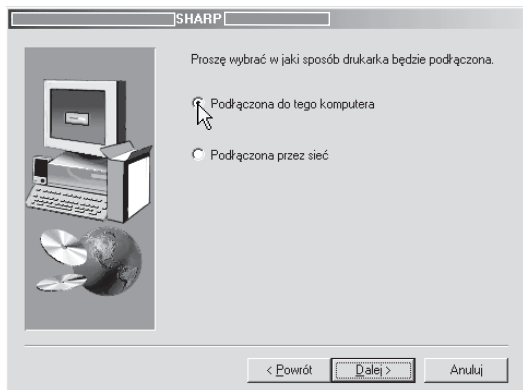 SHARP
Proszę wybrać w jaki sposób drukarka będzie podłączona.
Podłączona do tego komputera
Podłączona przez sieć
< Powrót
Dalej >
Anuluj